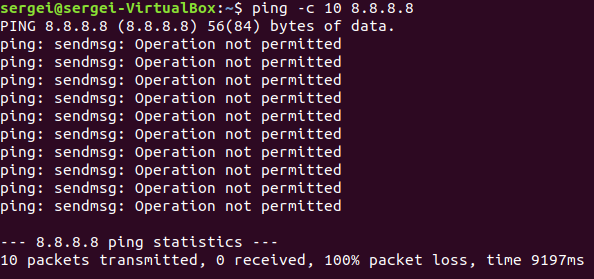 sergei@sergei-VirtualBox:~$ ping -c 10 8.8.8.8
PING 8.8.8.8 (8.8.8.8) 56(84) bytes of data.
ping: sendmsg: Operation not permitted
ping: sendmsg: Operation not permitted
ping: sendmsg: Operation not permitted
ping: sendmsg: Operation not permitted
ping: sendmsg: Operation not permitted
ping: sendmsg: Operation not permitted
ping: sendmsg: Operation not permitted
ping: sendmsg: Operation not permitted
ping: sendmsg: Operation not permitted
ping: sendmsg: Operation not permitted

--- 8.8.8.8 ping statistics ---
10 packets transmitted, 0 received, 100% packet loss, time 9197ms